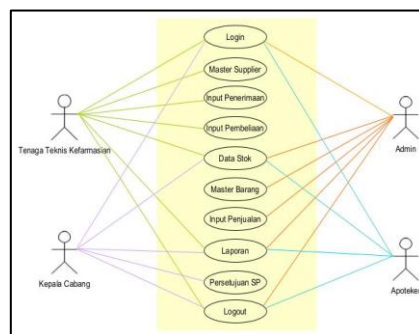 Login
Master Supplier
Input Penerimaan
Input Pembeliaan
Tenaga Teknis Kefarmasian
Admin
Data Stok
Master Barang
Input Penjualan
Laporan
Kepala Cabang
Persetujuan SP
Apoteker
Logout